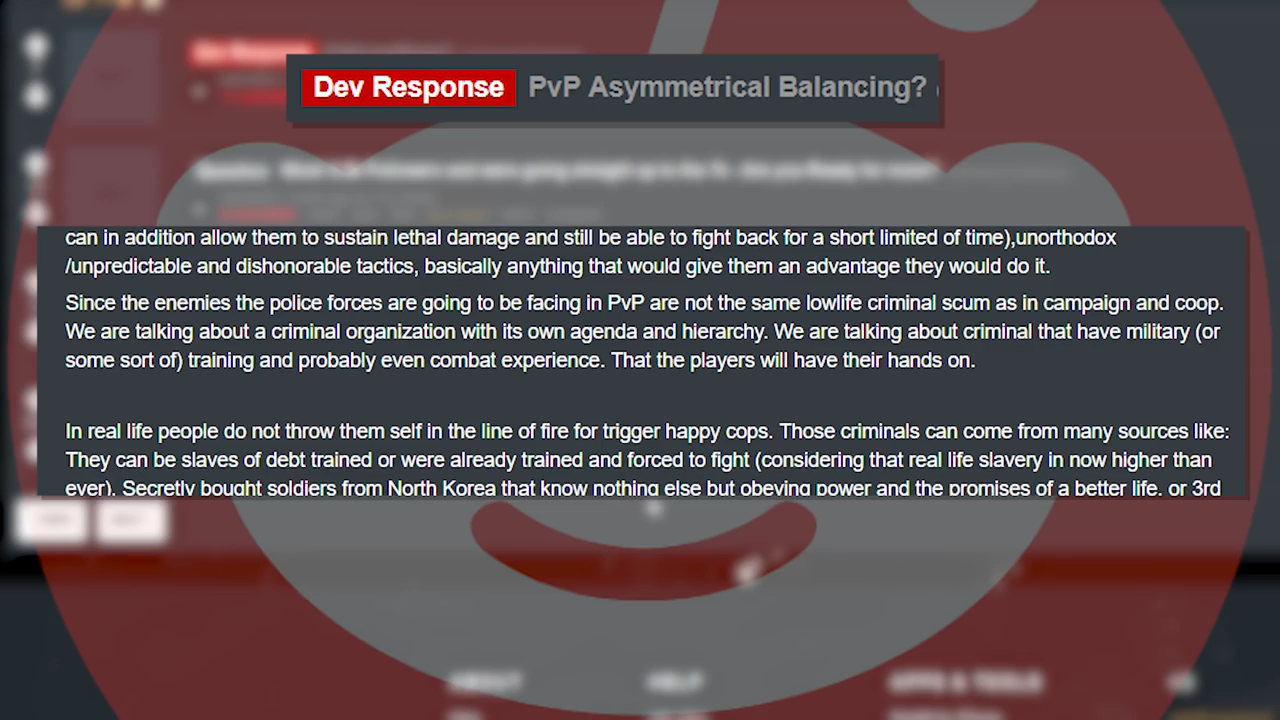 Dev Response PvP Asymmetrical Balancing?
can in addition allow them to sustain lethal damage and still be able to fight back for a short limited of time),unorthodox
/unpredictable and dishonorable tactics, basically anything that would give them an advantage they would do it.
Since the enemies the police forces are going to be facing in PvP are not the same lowlife criminal scum as in campaign and coop.
We are talking about a criminal organization with its own agenda and hierarchy. We are talking about criminal that have military (or
some sort of) training and probably even combat experience. That the players will have their hands on.
In real life people do not throw them self in the line of fire for trigger happy cops. Those criminals can come from many sources like:
They can be slaves of debt trained or were already trained and forced to fight (considering that real life slavery in now higher than
ever). Secretly bought soldiers from North Korea that know nothing else but obeying power and the promises of a better life. or 3rd
ABOUT HELP APPS & TOOLS